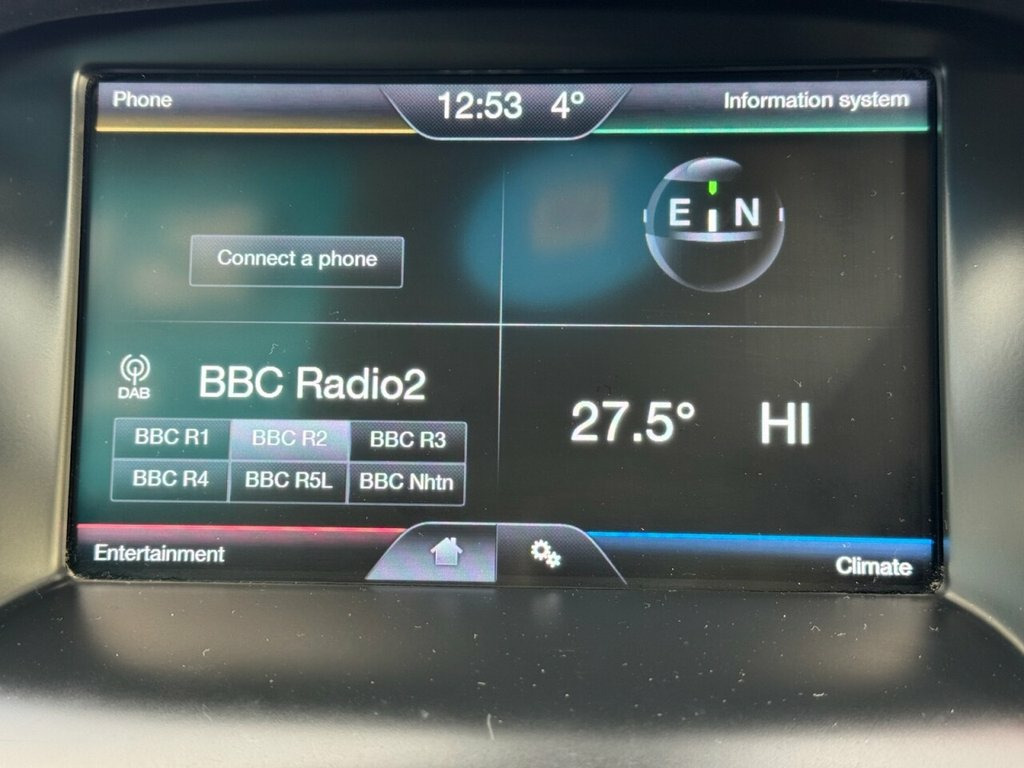 Phone 12:53 4° Information system
E N
Connect a phone
DAB BBC Radio2
27.5° HI
BBC R1 BBC R2 BBC R3
BBC R4 BBC R5L BBC Nhtn
Entertainment Climate